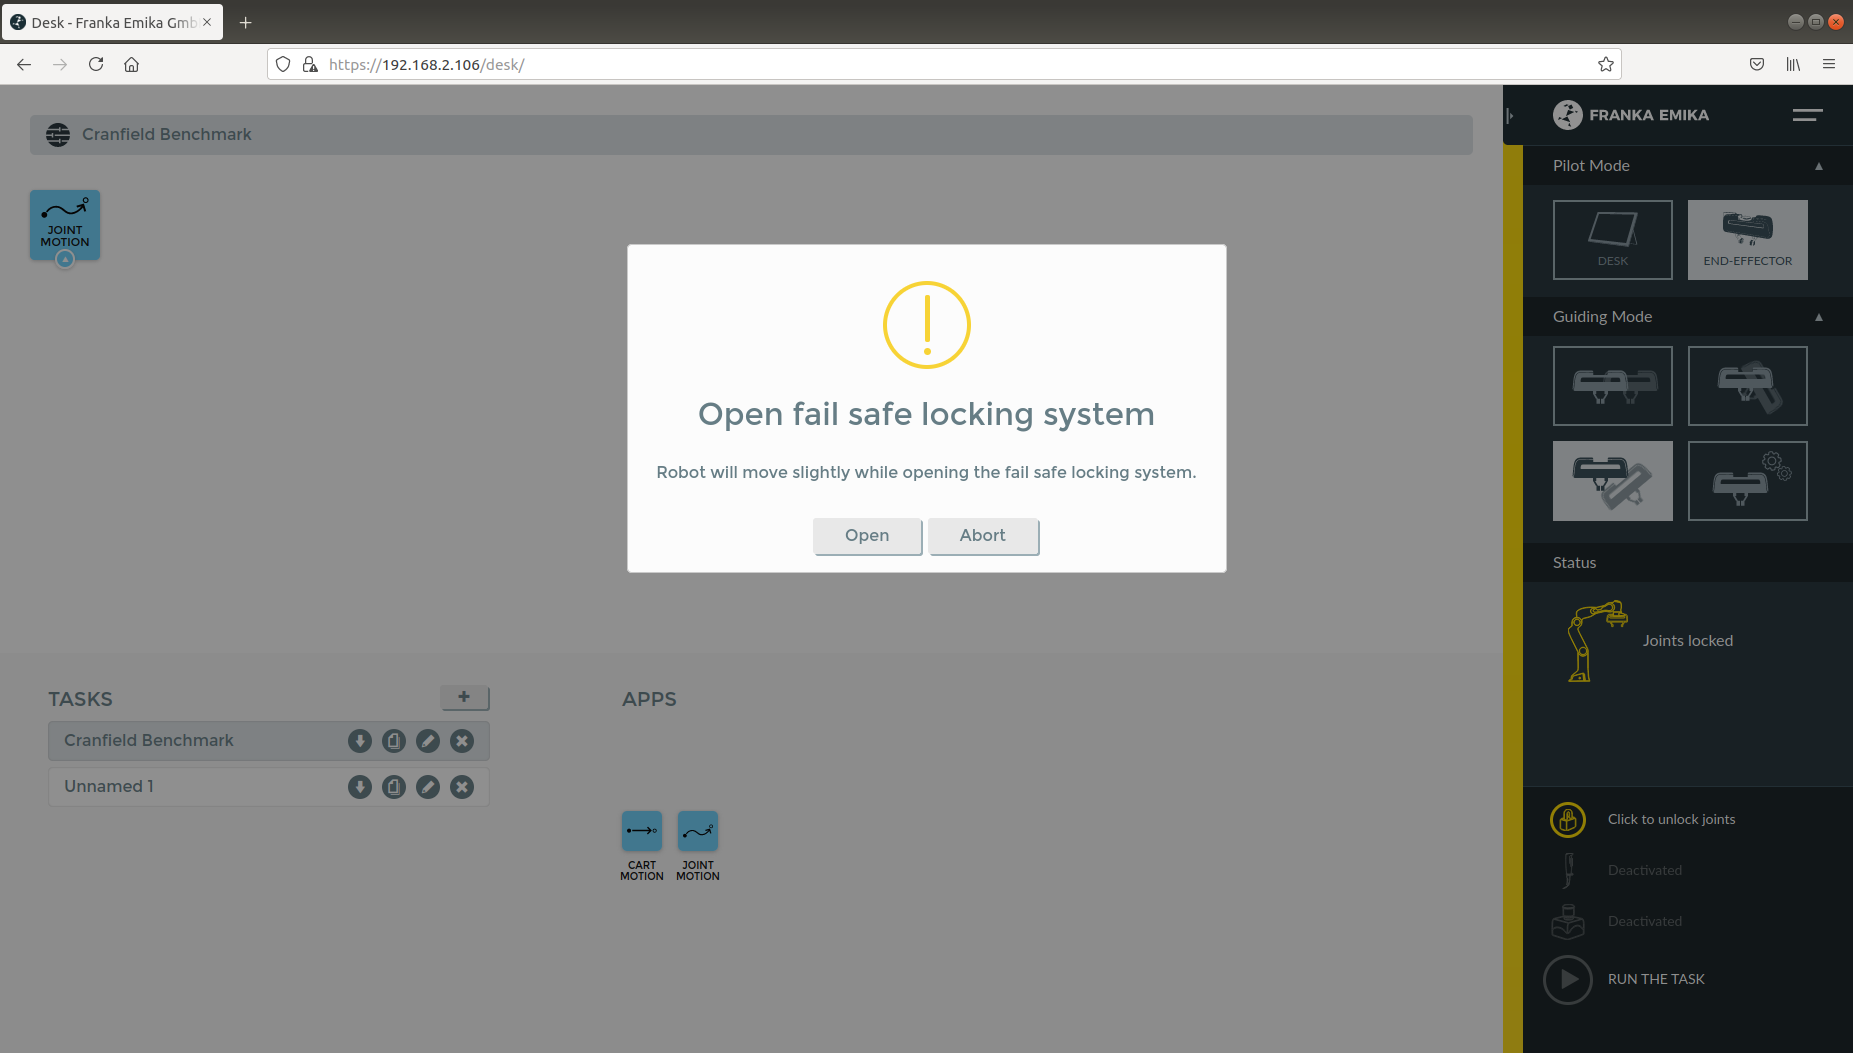 Desk - Franka Emika Gmb
https://192.168.2.106/desk/
Cranfield Benchmark
JOINT
MOTION
Open fail safe locking system
Robot will move slightly while opening the fail safe locking system.
Open
Abort
TASKS
Cranfield Benchmark
Unnamed 1
APPS
CART
MOTION
JOINT
MOTION
FRANKA EMIKA
Pilot Mode
DESK
END-EFFECTOR
Guiding Mode
Status
Joints locked
Click to unlock joints
Deactivated
Deactivated
RUN THE TASK